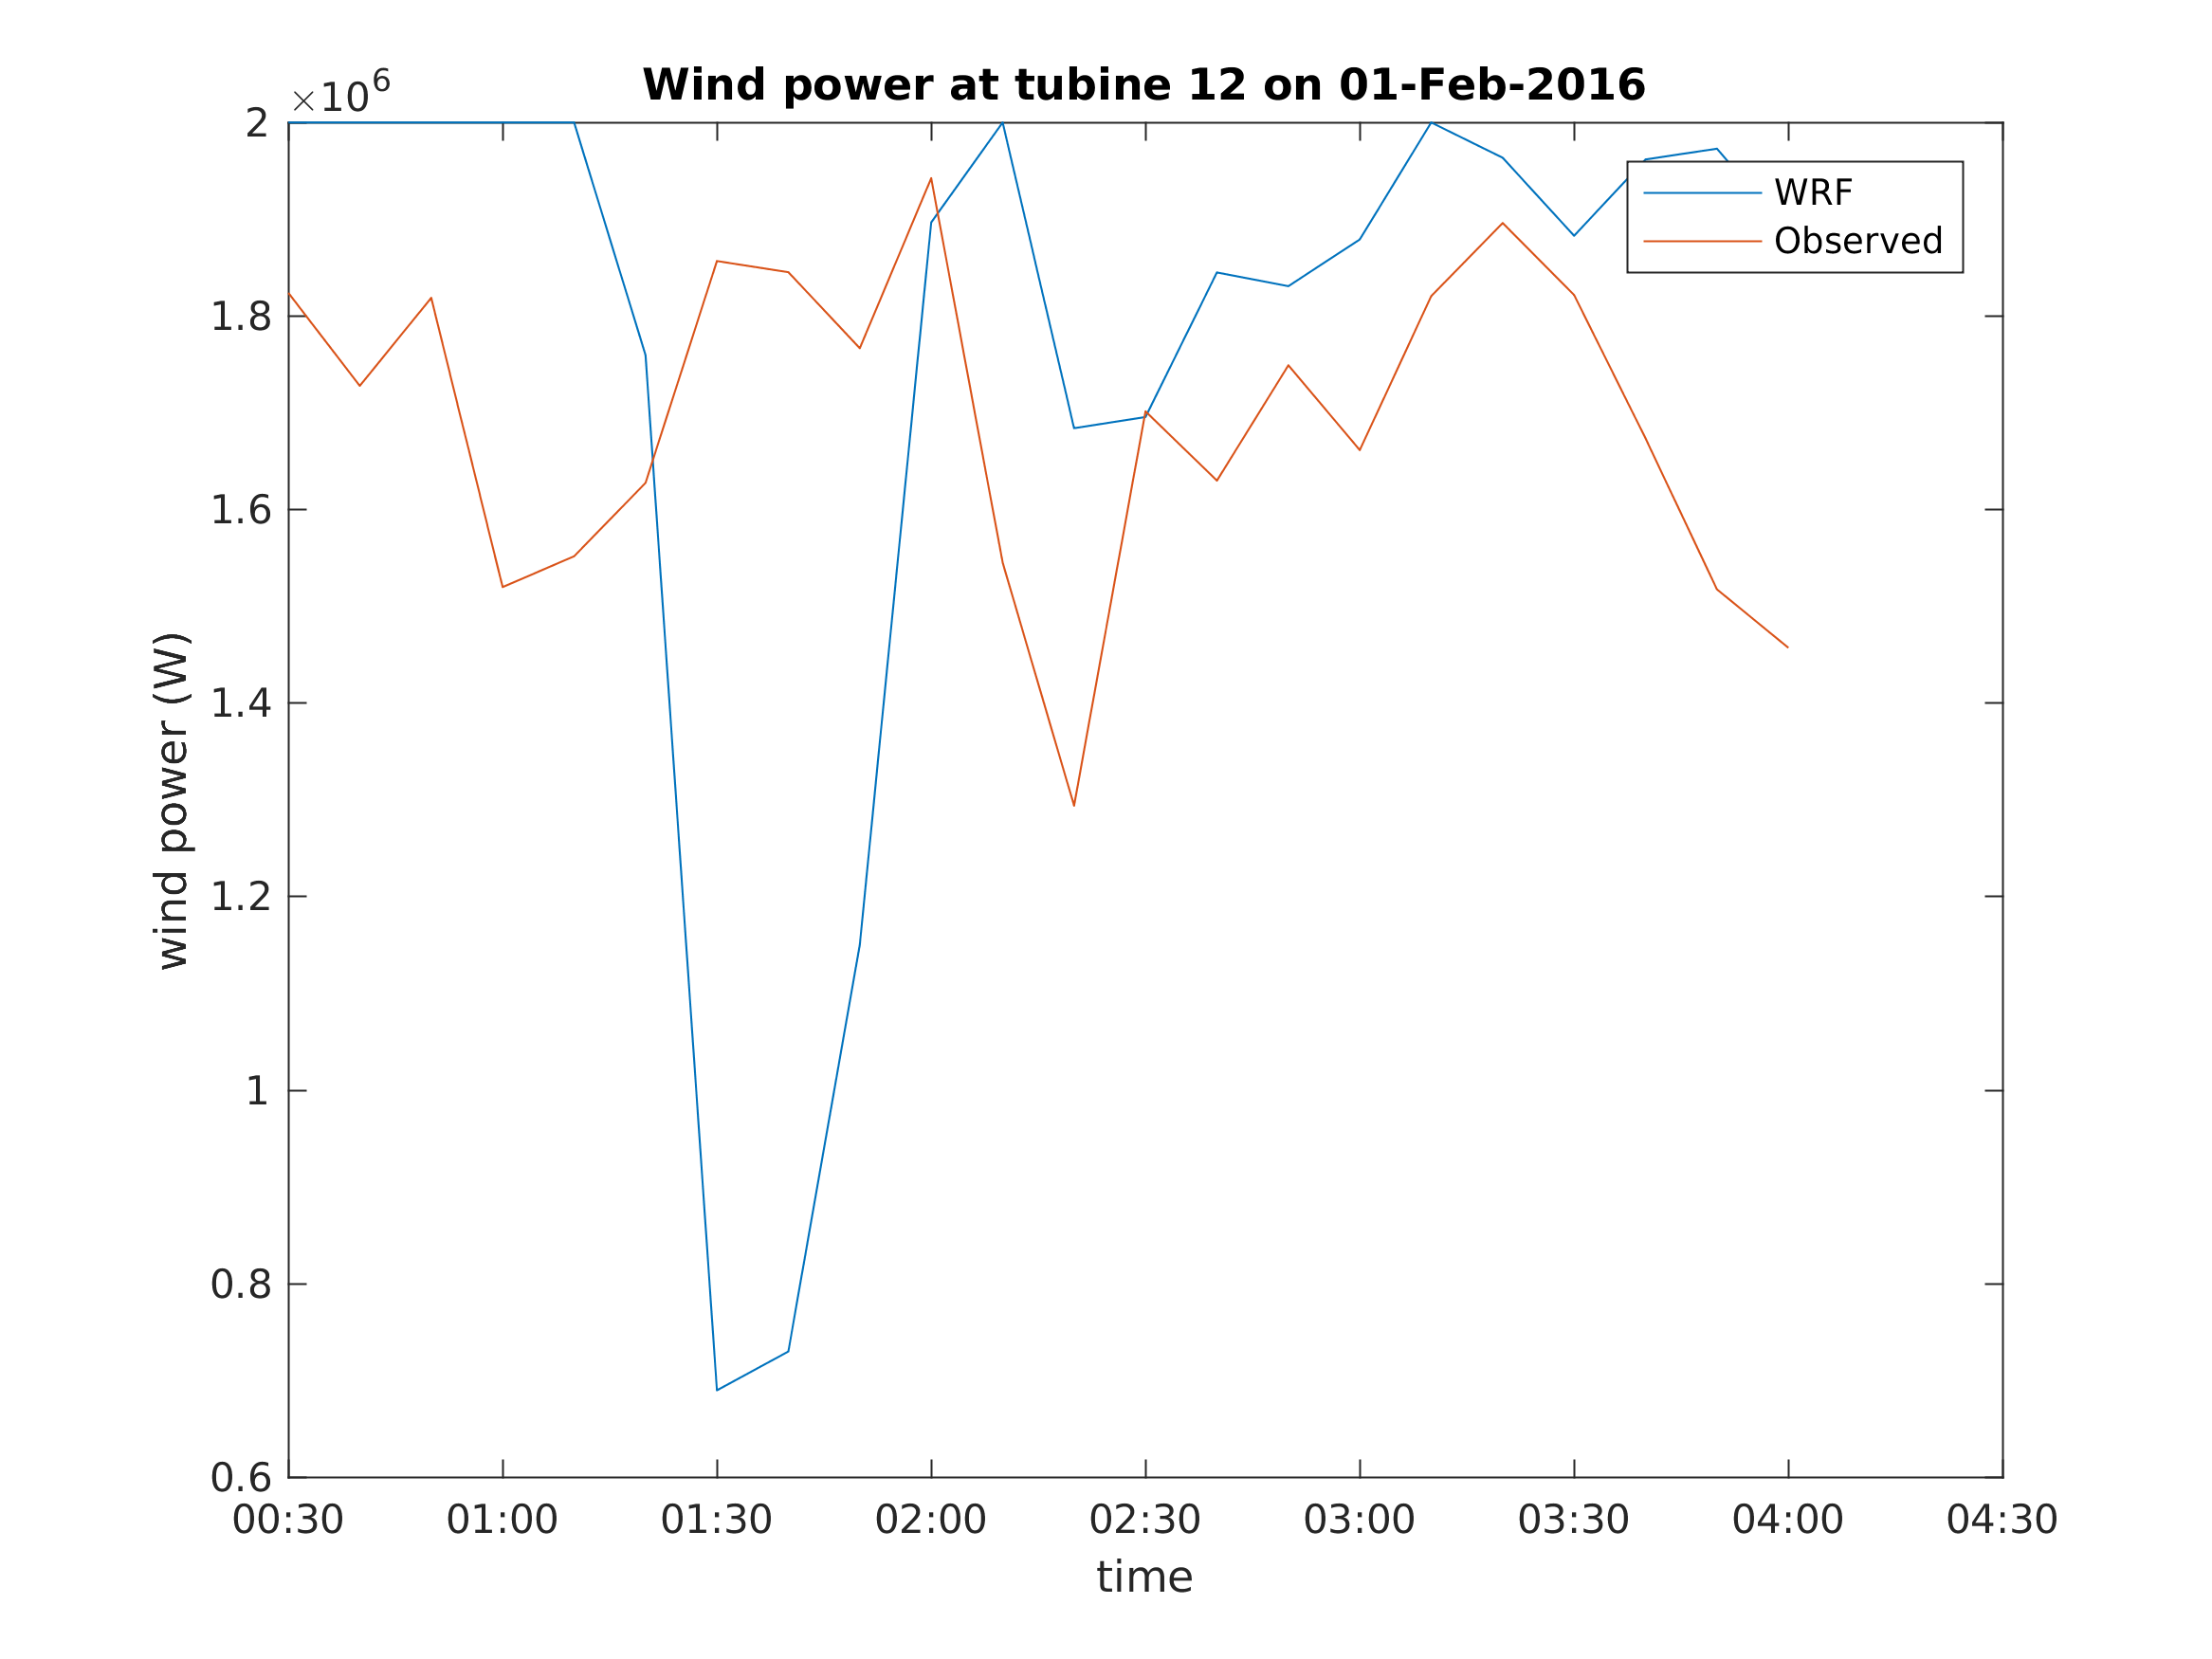 ×10⁶
Wind power at tubine 12 on 01-Feb-2016
2
1.8
1.6
1.4
1.2
1
0.8
0.6
wind power (W)
WRF
Observed
00:30 01:00 01:30 02:00 02:30 03:00 03:30 04:00 04:30
time